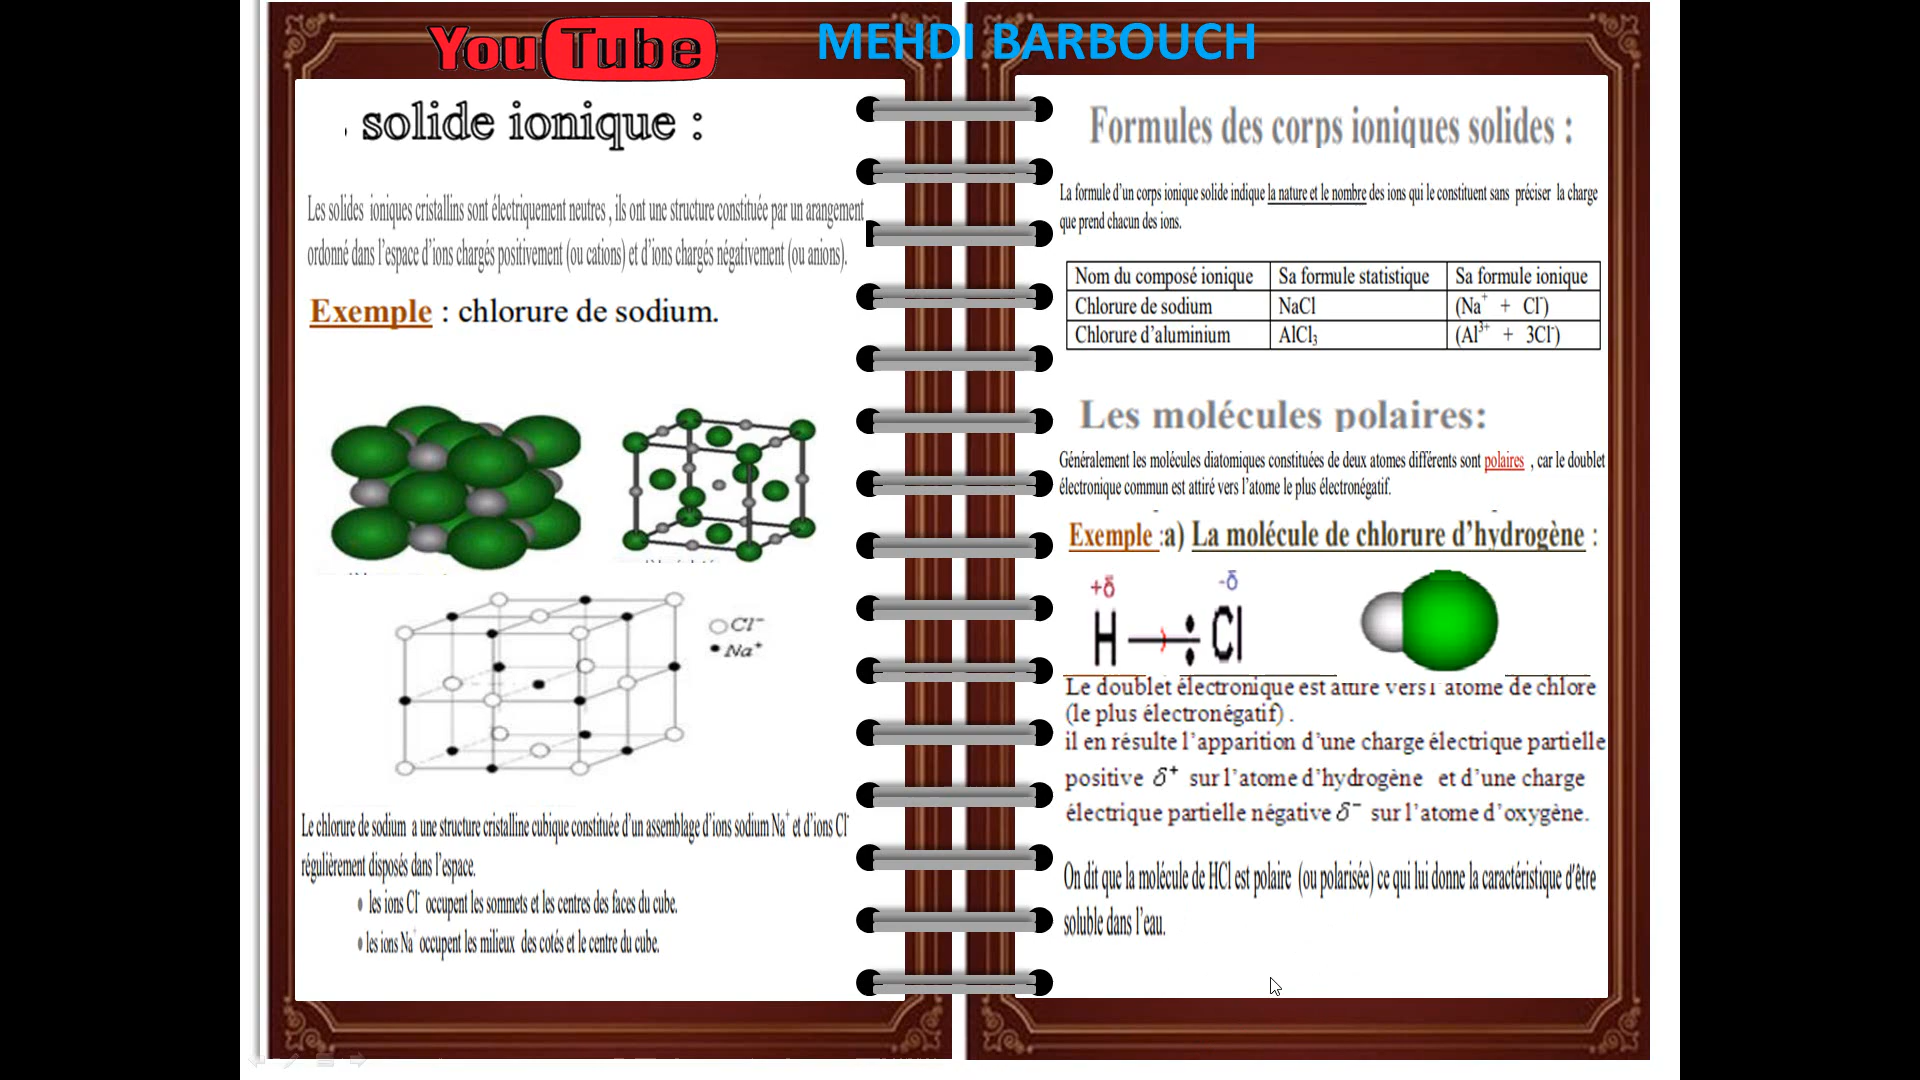 YouTube
MEHDI BARBOUCH
solide ionique :
Les solides ioniques cristallins sont électriquement neutres , ils ont une structure constituée par un arangement
ordonné dans l'espace d'ions chargés positivement (ou cations) et d'ions chargés négativement (ou anions).
Exemple : chlorure de sodium.
Cl⁻
Na⁺
Le chlorure de sodium a une structure cristalline cubique constituée d'un assemblage d'ions sodium Na⁺ et d'ions Cl⁻
régulièrement disposés dans l'espace.
• les ions Cl⁻ occupent les sommets et les centres des faces du cube.
• les ions Na⁺ occupent les milieux des cotés et le centre du cube.
Formules des corps ioniques solides :
La formule d'un corps ionique solide indique la nature et le nombre des ions qui le constituent sans préciser la charge
que prend chacun des ions.
Nom du composé ionique Sa formule statistique Sa formule ionique
Chlorure de sodium NaCl (Na⁺ + Cl⁻)
Chlorure d'aluminium AlCl₃ (Al³⁺ + 3Cl⁻)
Les molécules polaires:
Généralement les molécules diatomiques constituées de deux atomes différents sont polaires , car le doublet
électronique commun est attiré vers l'atome le plus électronégatif.
Exemple :a) La molécule de chlorure d'hydrogène :
+δ -δ
H Cl
Le doublet électronique est attiré vers l'atome de chlore
(le plus électronégatif) .
il en résulte l'apparition d'une charge électrique partielle
positive δ⁺ sur l'atome d'hydrogène et d'une charge
électrique partielle négative δ⁻ sur l'atome d'oxygène.
On dit que la molécule de HCl est polaire (ou polarisée) ce qui lui donne la caractéristique d'être
soluble dans l'eau.